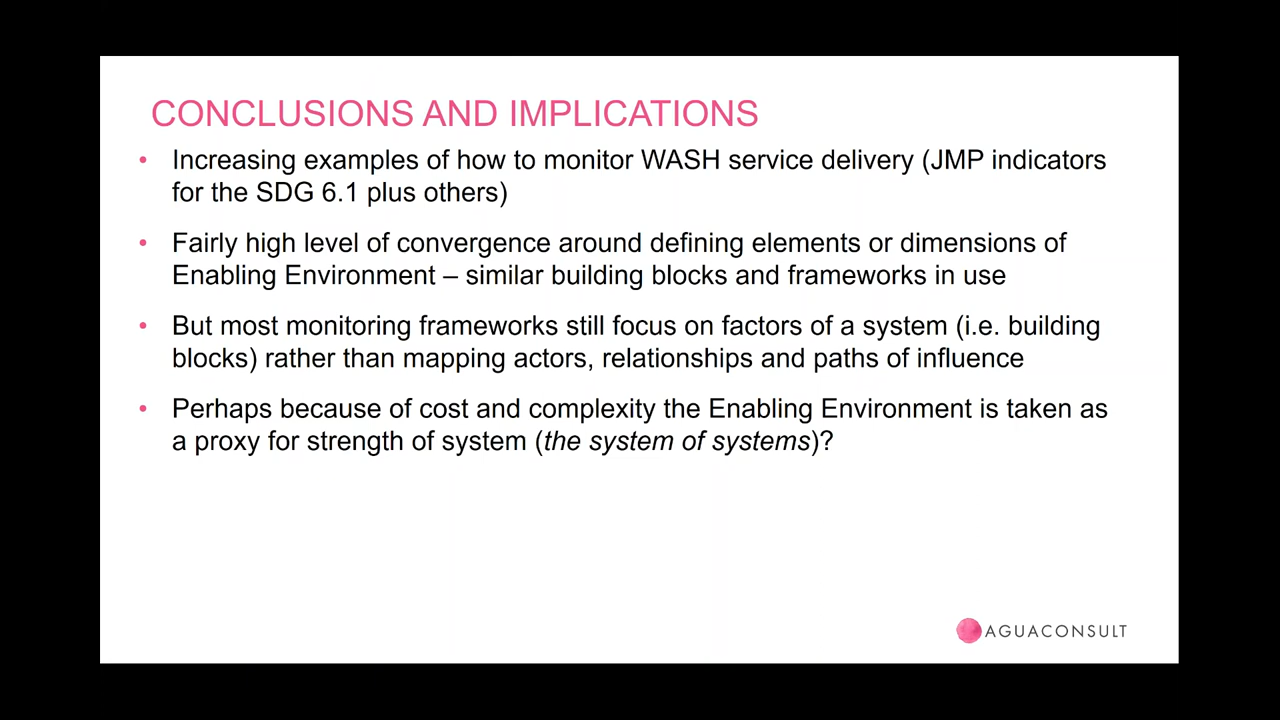 CONCLUSIONS AND IMPLICATIONS
• Increasing examples of how to monitor WASH service delivery (JMP indicators
for the SDG 6.1 plus others)
• Fairly high level of convergence around defining elements or dimensions of
Enabling Environment – similar building blocks and frameworks in use
• But most monitoring frameworks still focus on factors of a system (i.e. building
blocks) rather than mapping actors, relationships and paths of influence
• Perhaps because of cost and complexity the Enabling Environment is taken as
a proxy for strength of system (the system of systems)?
AGUACONSULT